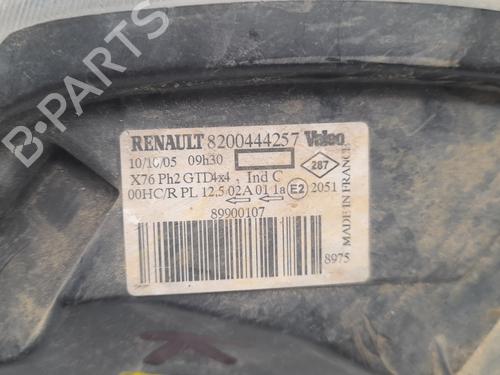 RENAULT 8200444257 Valeo
10/10/05 09h30
287
X76 Ph2 GTD4x4 , Ind C
00HC/R PL 12.5 02A 01 1a E2 2051
89900107
8975
MADE IN FRANCE
B-PARTS